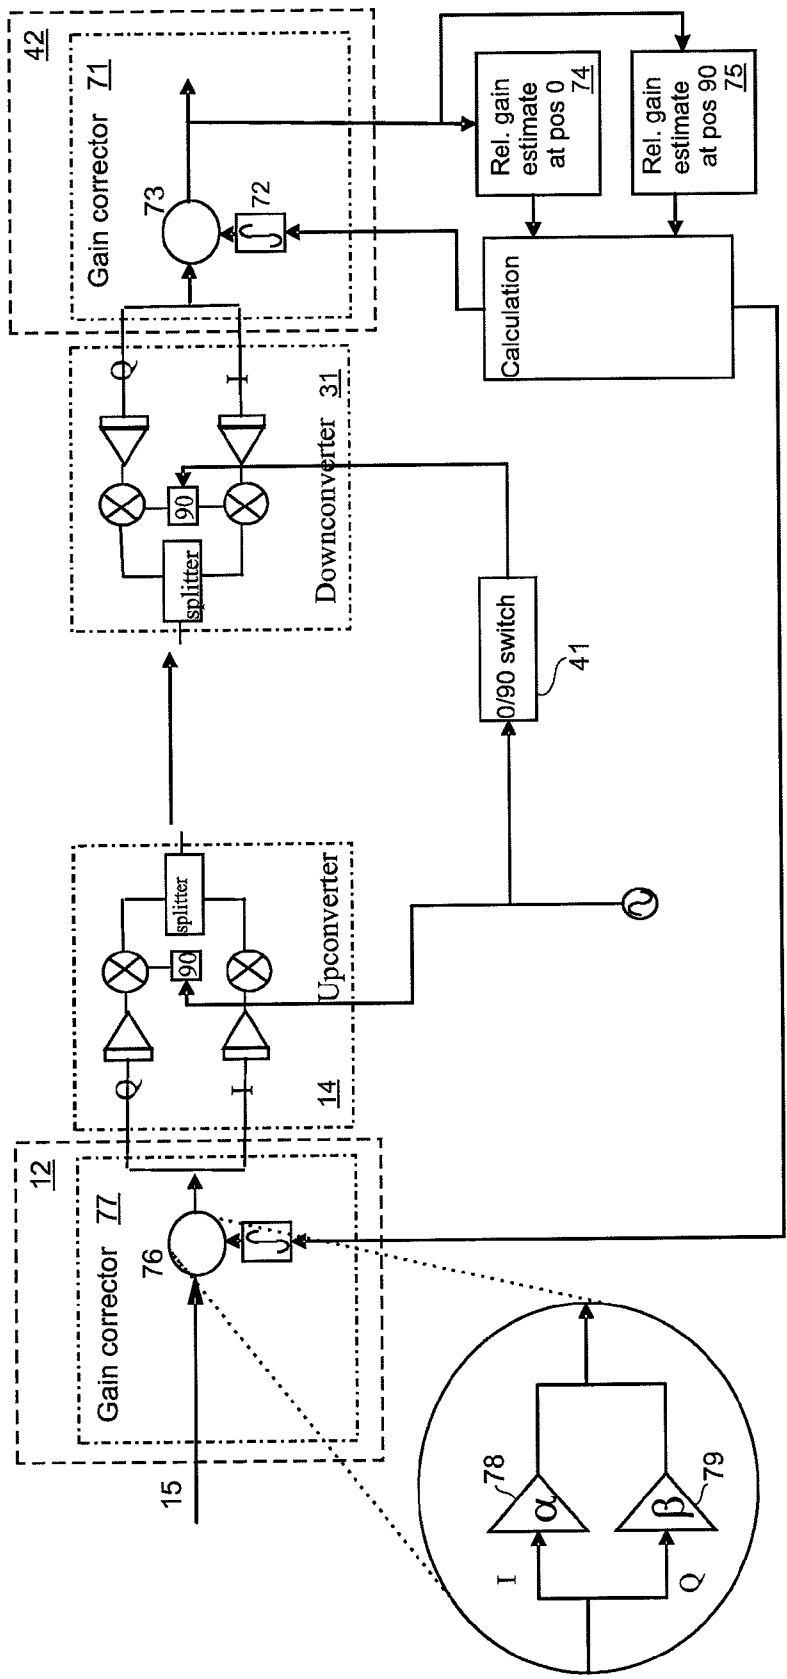 15
12
Gain corrector 77
76
Q
I
14
Upconverter
90
splitter
0/90 switch
41
splitter
90
Downconverter 31
Q
I
42
Gain corrector 71
73
72
Rel. gain
estimate
at pos 0 74
Rel. gain
estimate
at pos 90
75
Calculation
I
Q
α
78
β
79